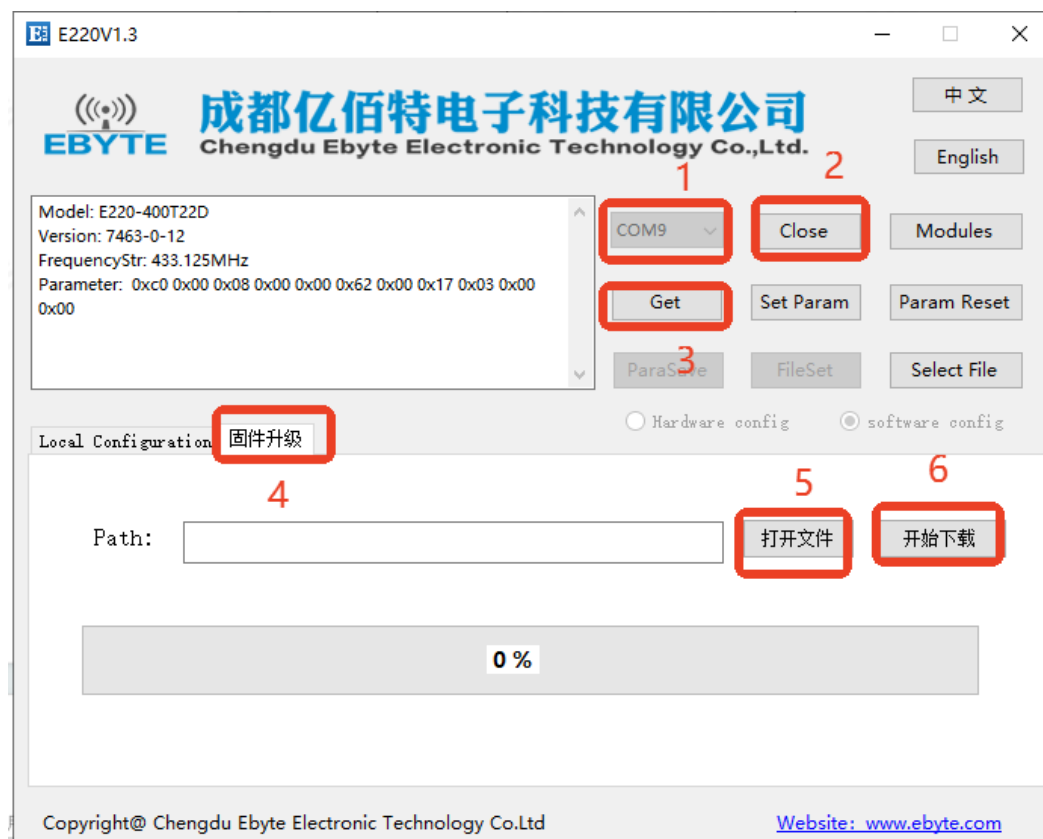 E220V1.3
中 文
成都亿佰特电子科技有限公司
EBYTE
Chengdu Ebyte Electronic Technology Co.,Ltd.
English
1
2
Model: E220-400T22D
Version: 7463-0-12
FrequencyStr: 433.125MHz
Parameter: 0xc0 0x00 0x08 0x00 0x00 0x62 0x00 0x17 0x03 0x00
0x00
COM9
Close
Modules
Get
Set Param
Param Reset
3
ParaSave
FileSet
Select File
Hardware config
software config
Local Configuration
固件升级
4
5
6
Path:
打开文件
开始下载
0 %
Copyright@ Chengdu Ebyte Electronic Technology Co.Ltd
Website: www.ebyte.com